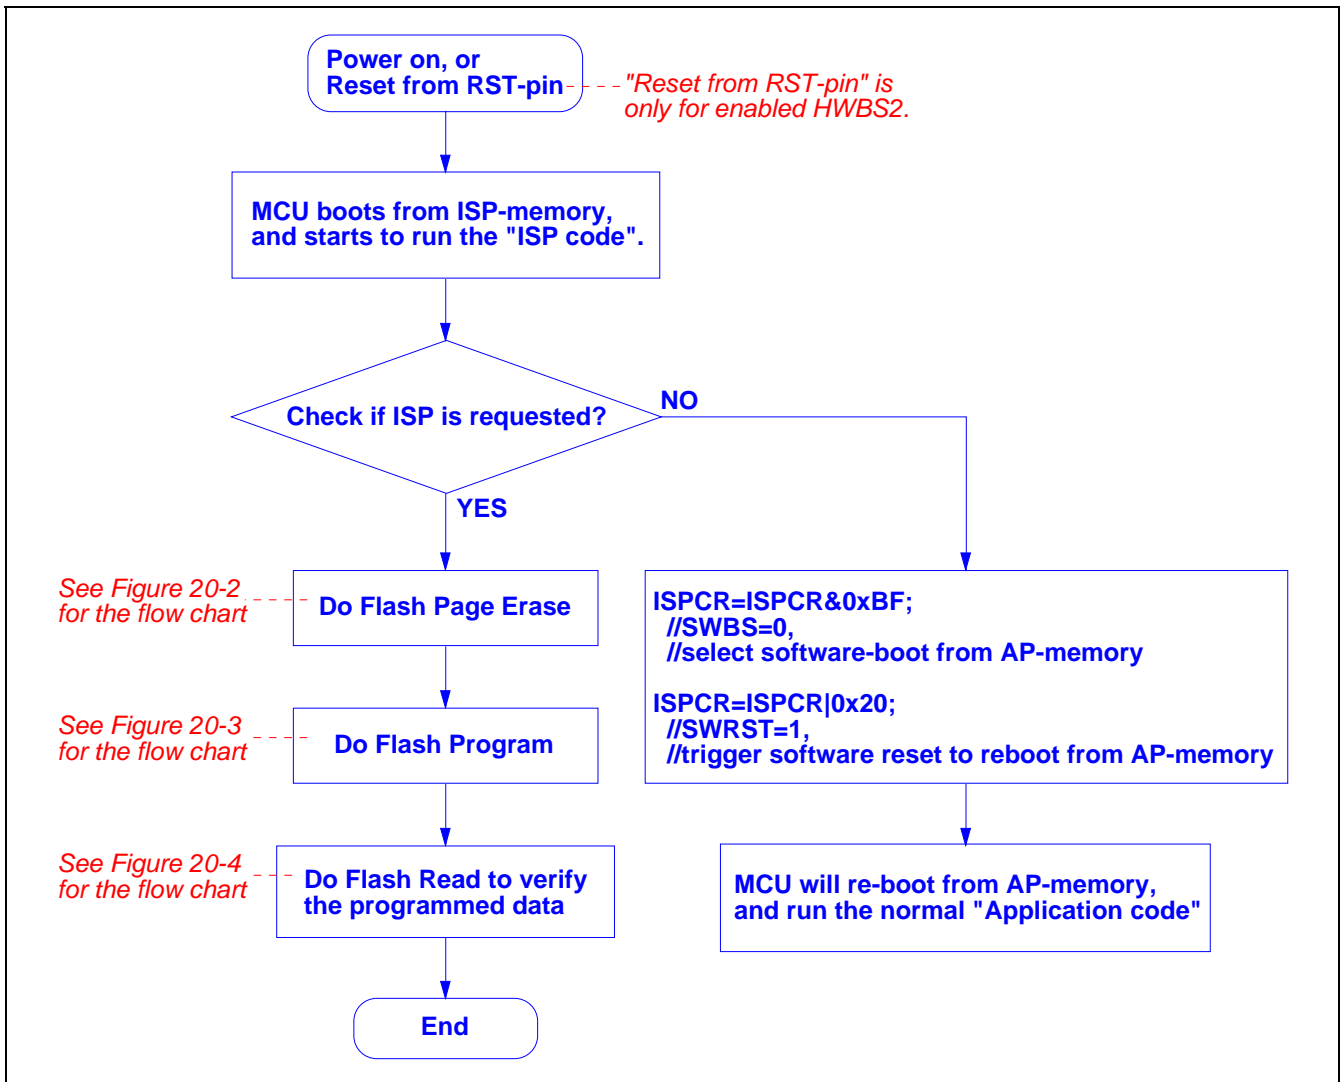 Power on, or
Reset from RST-pin
"Reset from RST-pin" is
only for enabled HWBS2.
MCU boots from ISP-memory,
and starts to run the "ISP code".
Check if ISP is requested?
NO
YES
See Figure 20-2
for the flow chart
Do Flash Page Erase
See Figure 20-3
for the flow chart
Do Flash Program
See Figure 20-4
for the flow chart
Do Flash Read to verify
the programmed data
End
ISPCR=ISPCR&0xBF;
//SWBS=0,
//select software-boot from AP-memory
ISPCR=ISPCR|0x20;
//SWRST=1,
//trigger software reset to reboot from AP-memory
MCU will re-boot from AP-memory,
and run the normal "Application code"